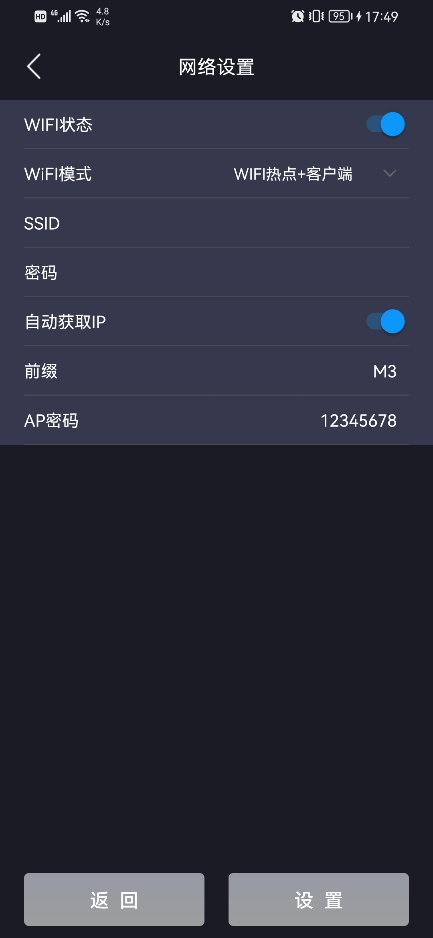 HD 4G 4.8 K/s 95 17:49
网络设置
WIFI状态
WiFi模式 WIFI热点+客户端
SSID
密码
自动获取IP
前缀 M3
AP密码 12345678
返 回 设 置